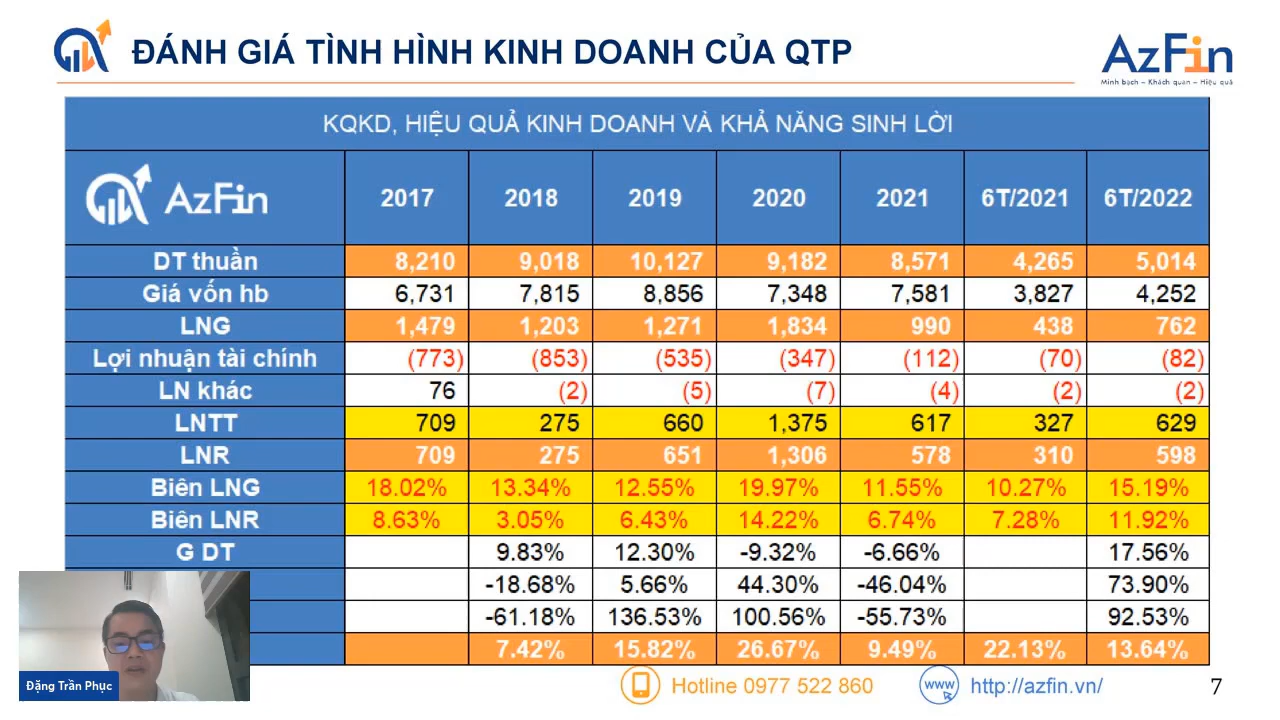 ĐÁNH GIÁ TÌNH HÌNH KINH DOANH CỦA QTP
AzFin
Minh bạch – Khách quan – Hiệu quả
KQKD, HIỆU QUẢ KINH DOANH VÀ KHẢ NĂNG SINH LỜI
AzFin 2017 2018 2019 2020 2021 6T/2021 6T/2022
DT thuần 8,210 9,018 10,127 9,182 8,571 4,265 5,014
Giá vốn hb 6,731 7,815 8,856 7,348 7,581 3,827 4,252
LNG 1,479 1,203 1,271 1,834 990 438 762
Lợi nhuận tài chính (773) (853) (535) (347) (112) (70) (82)
LN khác 76 (2) (5) (7) (4) (2) (2)
LNTT 709 275 660 1,375 617 327 629
LNR 709 275 651 1,306 578 310 598
Biên LNG 18.02% 13.34% 12.55% 19.97% 11.55% 10.27% 15.19%
Biên LNR 8.63% 3.05% 6.43% 14.22% 6.74% 7.28% 11.92%
G DT 9.83% 12.30% -9.32% -6.66% 17.56%
-18.68% 5.66% 44.30% -46.04% 73.90%
-61.18% 136.53% 100.56% -55.73% 92.53%
7.42% 15.82% 26.67% 9.49% 22.13% 13.64%
Đặng Trần Phục
Hotline 0977 522 860
www
http://azfin.vn/
7